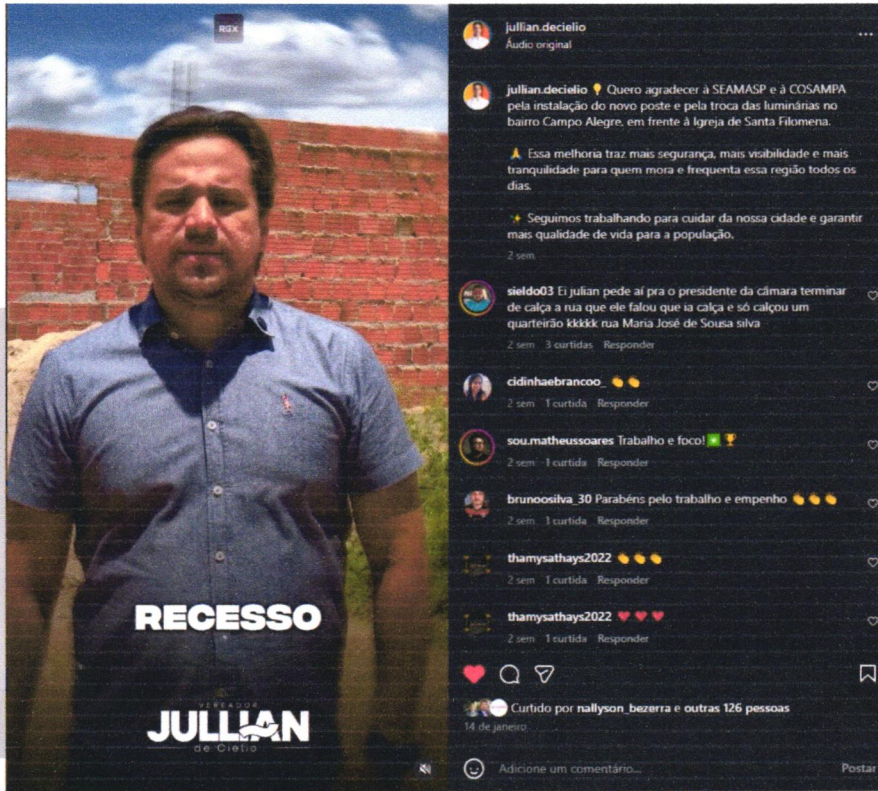 RGX
jullian.decielio
Áudio original
jullian.decielio 💡 Quero agradecer à SEAMASP e à COSAMPA
pela instalação do novo poste e pela troca das luminárias no
bairro Campo Alegre, em frente à Igreja de Santa Filomena.
🙏 Essa melhoria traz mais segurança, mais visibilidade e mais
tranquilidade para quem mora e frequenta essa região todos os
dias.
✨ Seguimos trabalhando para cuidar da nossa cidade e garantir
mais qualidade de vida para a população.
2 sem
sieldo03 Ei julian pede aí pra o presidente da câmara terminar
de calça a rua que ele falou que ia calça e só calçou um
quarteirão kkkkk rua Maria José de Sousa silva
2 sem 3 curtidas Responder
cidinhaebrancoo_ 👏👏
2 sem 1 curtida Responder
sou.matheussoares Trabalho e foco!✳️🏆
2 sem 1 curtida Responder
brunoosilva_30 Parabéns pelo trabalho e empenho 👏👏👏
2 sem 1 curtida Responder
thamysathays2022 👏👏👏
2 sem 1 curtida Responder
thamysathays2022 ❤️❤️❤️
2 sem 1 curtida Responder
RECESSO
VEREADOR
JULLIAN
de Cielio
Curtido por nallyson_bezerra e outras 126 pessoas
14 de janeiro
Adicione um comentário...
Postar